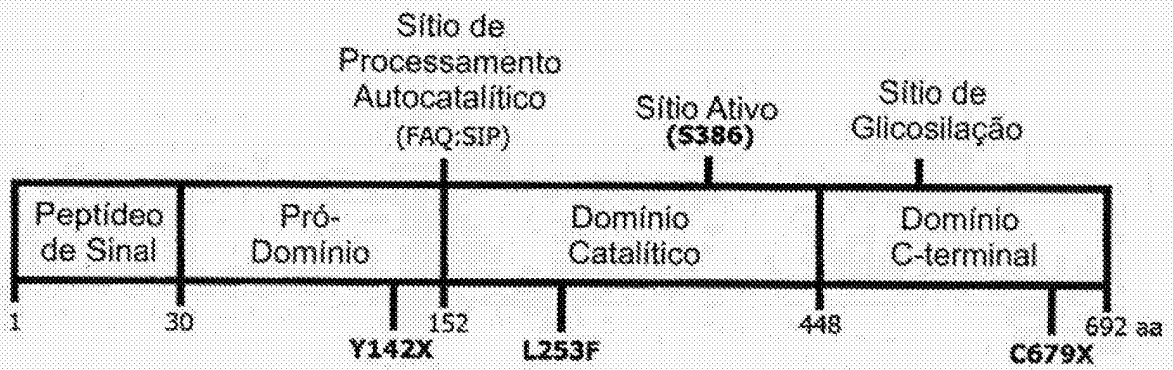 Sítio de
Processamento
Autocatalítico
(FAQ:SIP)
Sítio Ativo
(S386)
Sítio de
Glicosilação
Peptídeo
de Sinal
Pró-
Domínio
Domínio
Catalítico
Domínio
C-terminal
1
30
152
448
692 aa
Y142X
L253F
C679X